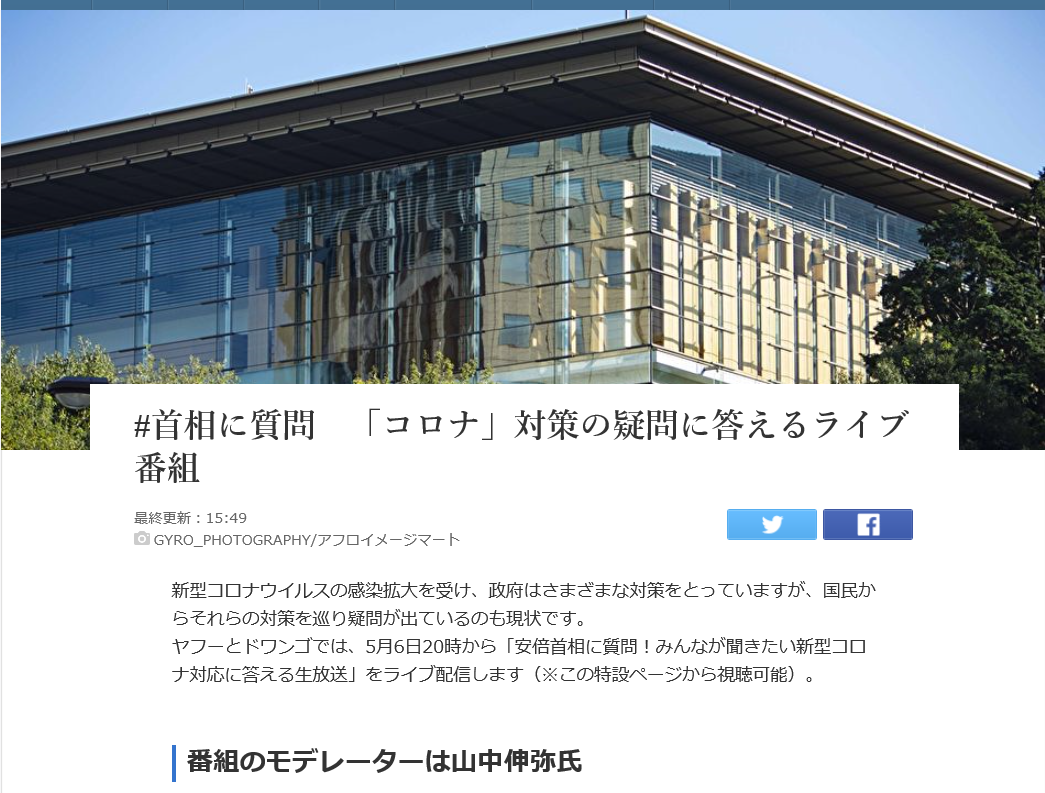 #首相に質問　「コロナ」対策の疑問に答えるライブ
番組
最終更新：15:49
GYRO_PHOTOGRAPHY/アフロイメージマート
新型コロナウイルスの感染拡大を受け、政府はさまざまな対策をとっていますが、国民か
らそれらの対策を巡り疑問が出ているのも現状です。
ヤフーとドワンゴでは、5月6日20時から「安倍首相に質問！みんなが聞きたい新型コロ
ナ対応に答える生放送」をライブ配信します（※この特設ページから視聴可能）。
番組のモデレーターは山中伸弥氏